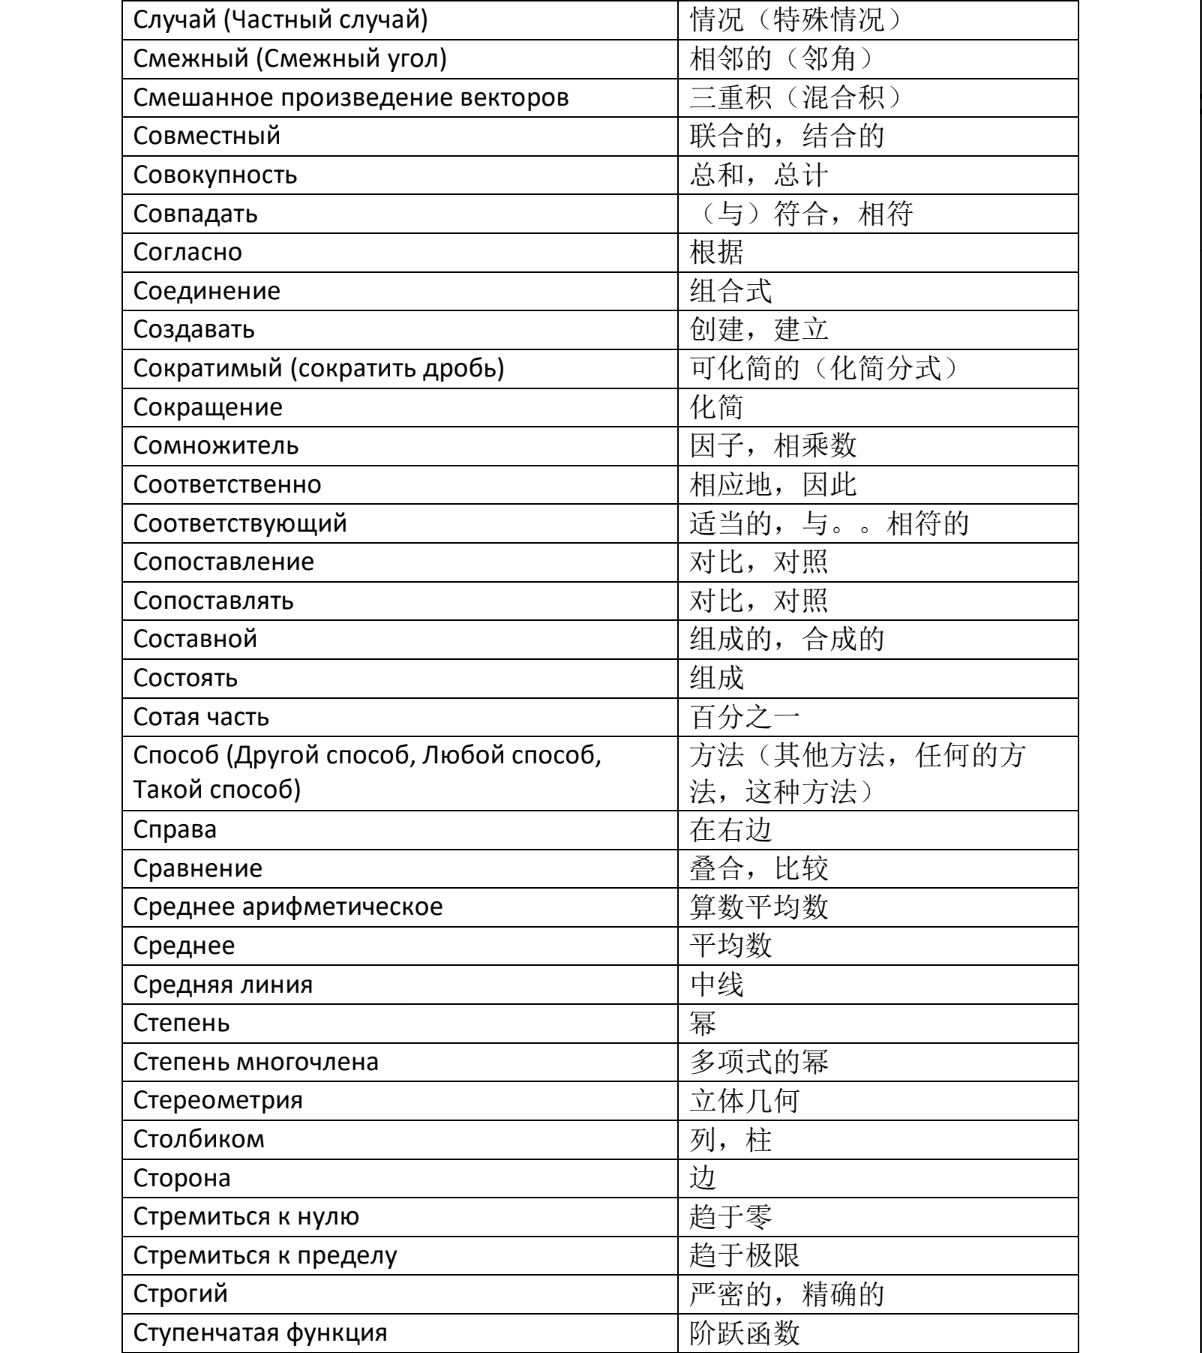 Случай (Частный случай) 情况（特殊情况）
Смежный (Смежный угол) 相邻的（邻角）
Смешанное произведение векторов 三重积（混合积）
Совместный 联合的，结合的
Совокупность 总和，总计
Совпадать （与）符合，相符
Согласно 根据
Соединение 组合式
Создавать 创建，建立
Сократимый (сократить дробь) 可化简的（化简分式）
Сокращение 化简
Сомножитель 因子，相乘数
Соответственно 相应地，因此
Соответствующий 适当的，与。。相符的
Сопоставление 对比，对照
Сопоставлять 对比，对照
Составной 组成的，合成的
Состоять 组成
Сотая часть 百分之一
Способ (Другой способ, Любой способ, 方法（其他方法，任何的方
Такой способ) 法，这种方法）
Справа 在右边
Сравнение 叠合，比较
Среднее арифметическое 算数平均数
Среднее 平均数
Средняя линия 中线
Степень 幂
Степень многочлена 多项式的幂
Стереометрия 立体几何
Столбиком 列，柱
Сторона 边
Стремиться к нулю 趋于零
Стремиться к пределу 趋于极限
Строгий 严密的，精确的
Ступенчатая функция 阶跃函数